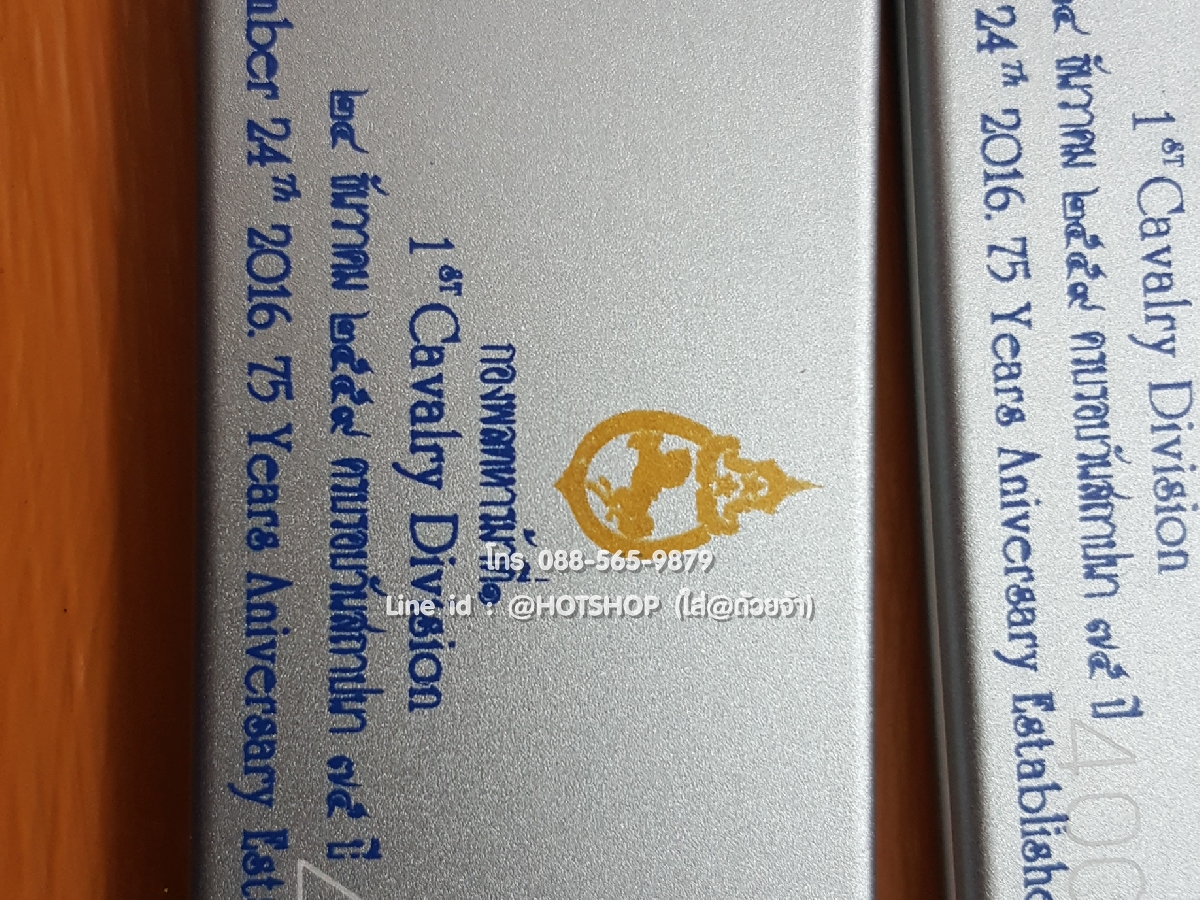 กองพลทหารม้าที่ ๑
1ST Cavalry Division
๒๔ ธันวาคม ๒๕๕๙ ครบรอบวันสถาปนา ๗๕ ปี
mber 24th 2016. 75 Years Aniversary Est
1ST Cavalry Division
๒๔ ธันวาคม ๒๕๕๙ ครบรอบวันสถาปนา ๗๕ ปี
24th 2016. 75 Years Aniversary Establishe
400
โทร 088-565-9879
Line id : @HOTSHOP (ใส่@ด้วยจ้า)